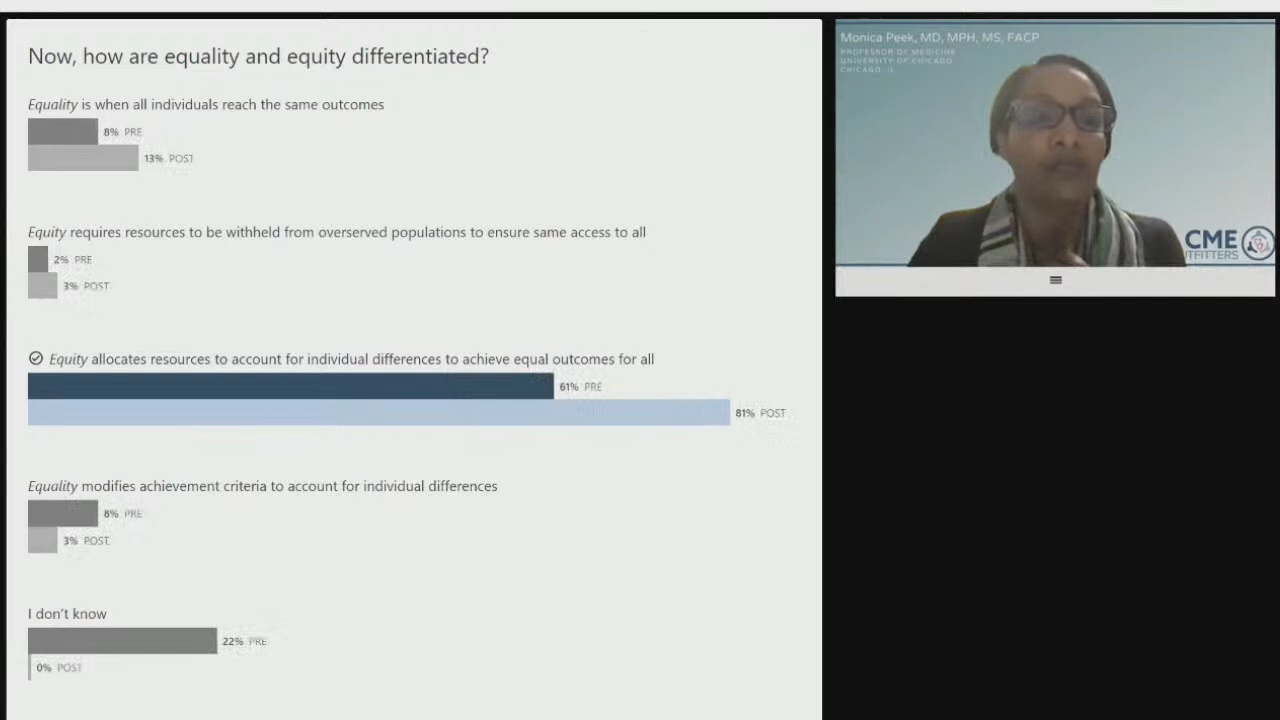 Now, how are equality and equity differentiated?
Equality is when all individuals reach the same outcomes
8% PRE
13% POST
Equity requires resources to be withheld from overserved populations to ensure same access to all
2% PRE
3% POST
Equity allocates resources to account for individual differences to achieve equal outcomes for all
61% PRE
81% POST
Equality modifies achievement criteria to account for individual differences
8% PRE
3% POST
I don't know
22% PRE
0% POST
Monica Peek, MD, MPH, MS, FACP
PROFESSOR OF MEDICINE
UNIVERSITY OF CHICAGO
CHICAGO, IL
CME
TFITTERS